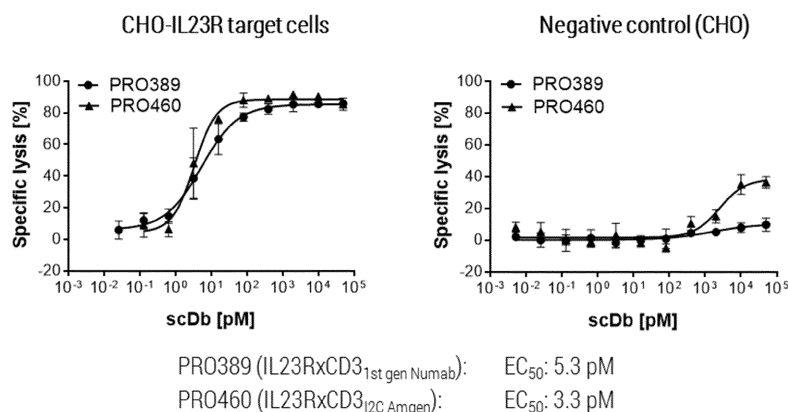 CHO-IL23R target cells
Negative control (CHO)
100
80
60
40
20
0
-20
Specific lysis [%]
PRO389
PRO460
10-3 10-2 10-1 100 101 102 103 104 105
scDb [pM]
100
80
60
40
20
0
-20
Specific lysis [%]
PRO389
PRO460
10-3 10-2 10-1 100 101 102 103 104 105
scDb [pM]
PRO389 (IL23RxCD31st gen Numab): EC50: 5.3 pM
PRO460 (IL23RxCD3I2C Amgen): EC50: 3.3 pM